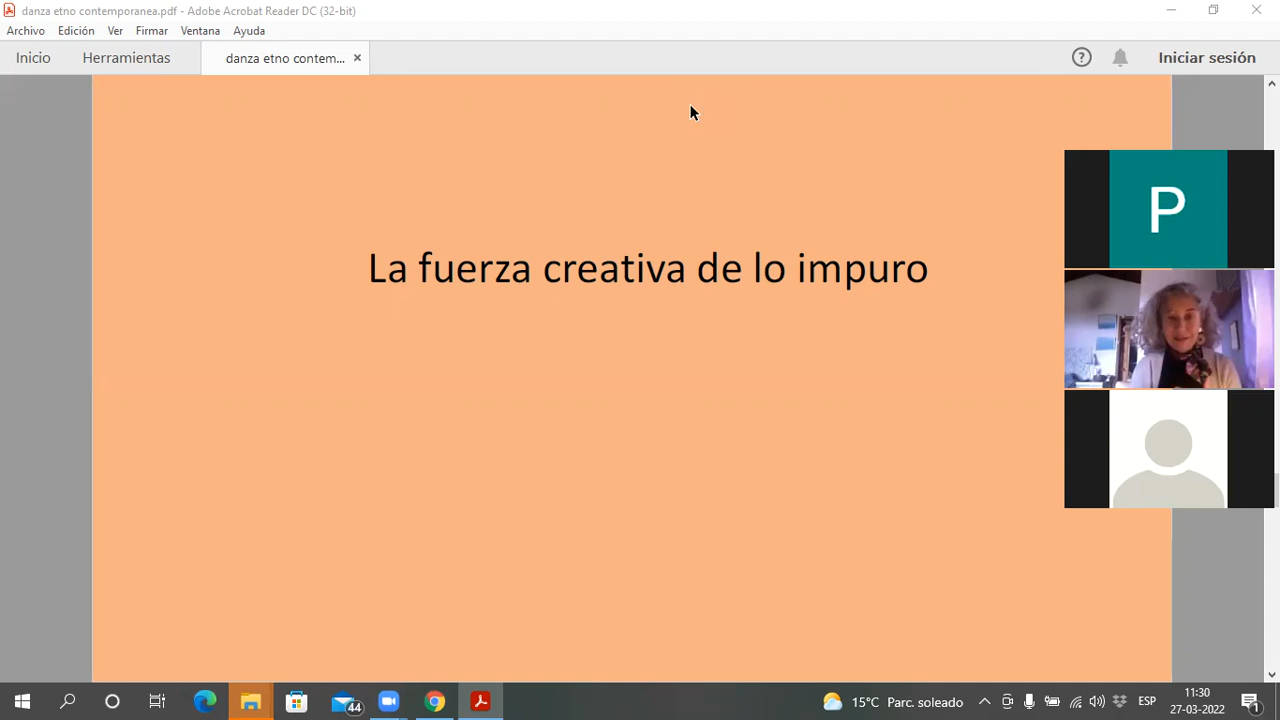 danza etno contemporanea.pdf - Adobe Acrobat Reader DC (32-bit)
Archivo Edición Ver Firmar Ventana Ayuda
Inicio Herramientas danza etno contem... × Iniciar sesión
La fuerza creativa de lo impuro
P
44
15°C Parc. soleado
ESP
11:30
27-03-2022
1